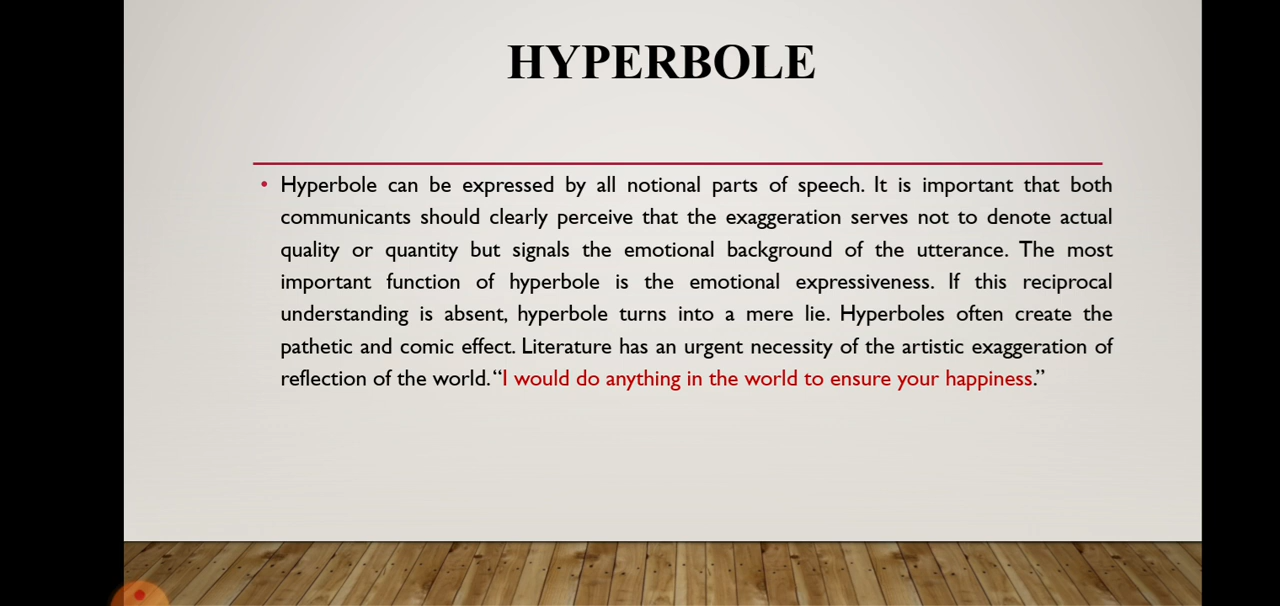 HYPERBOLE
• Hyperbole can be expressed by all notional parts of speech. It is important that both
communicants should clearly perceive that the exaggeration serves not to denote actual
quality or quantity but signals the emotional background of the utterance. The most
important function of hyperbole is the emotional expressiveness. If this reciprocal
understanding is absent, hyperbole turns into a mere lie. Hyperboles often create the
pathetic and comic effect. Literature has an urgent necessity of the artistic exaggeration of
reflection of the world. “I would do anything in the world to ensure your happiness.”